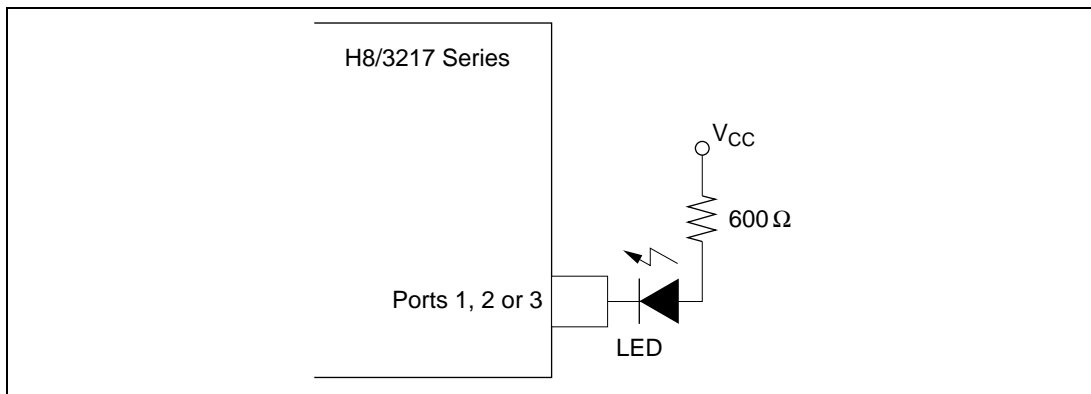 H8/3217 Series
VCC
600 Ω
Ports 1, 2 or 3
LED